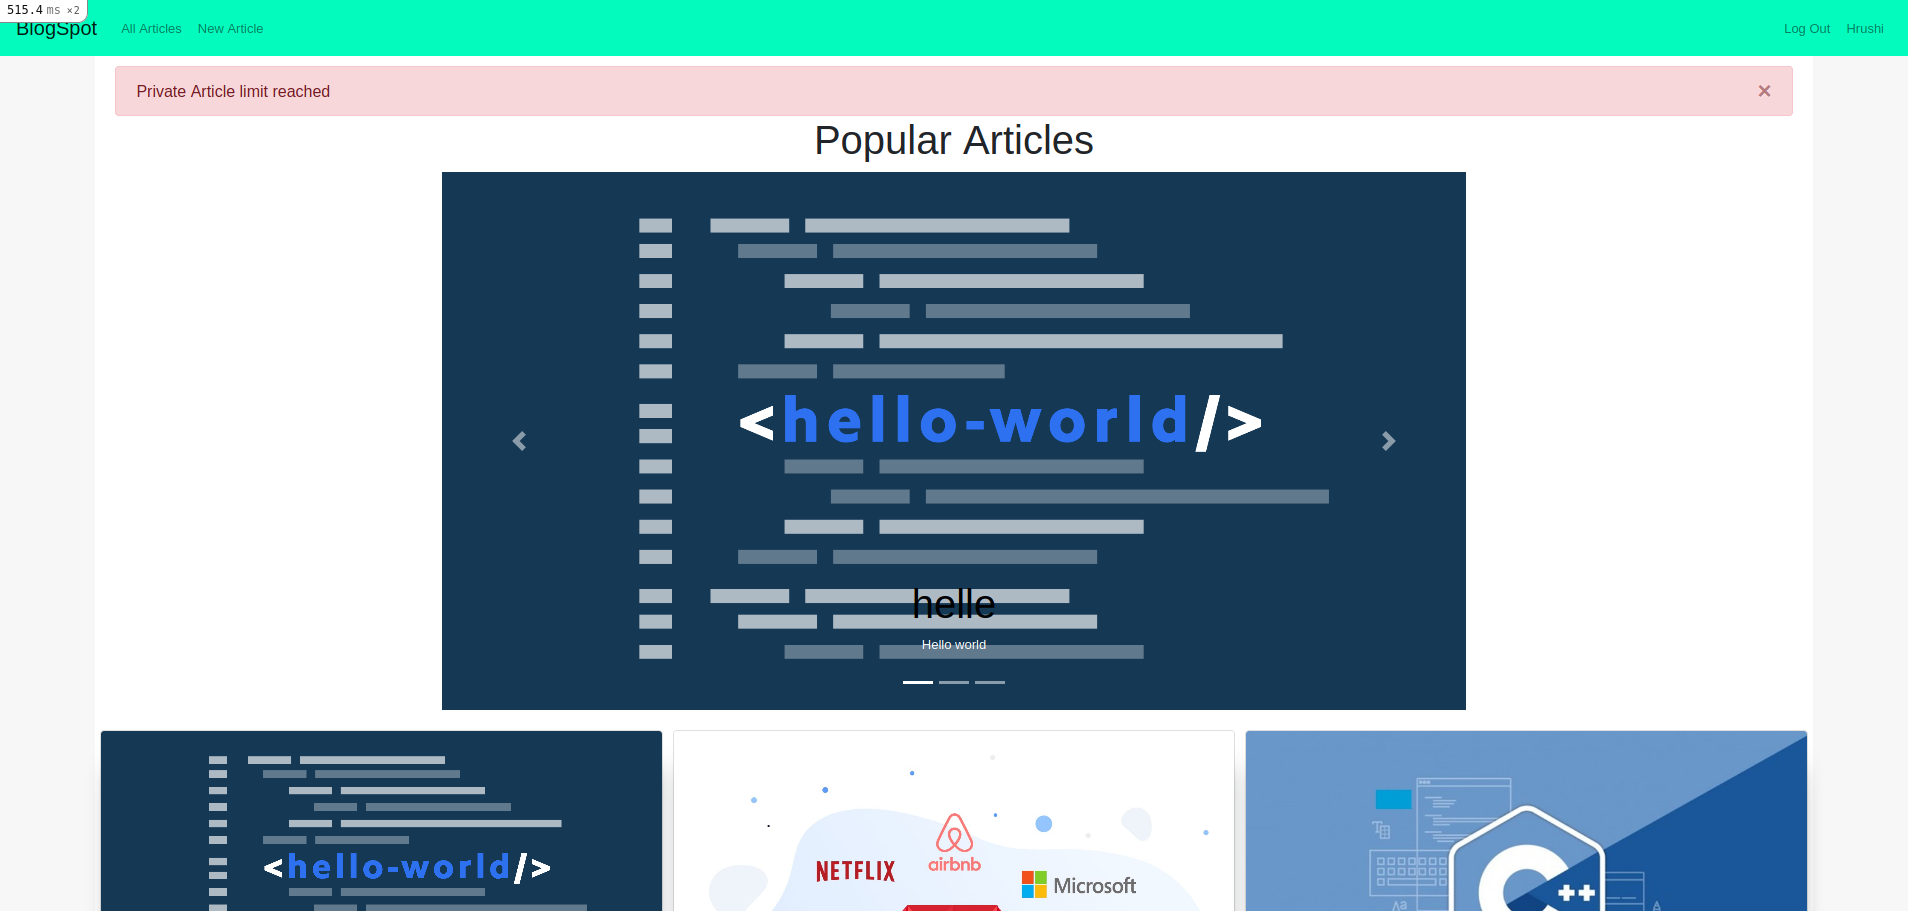 515.4 ms ×2
BlogSpot All Articles New Article Log Out Hrushi
Private Article limit reached ×
Popular Articles
<hello-world/>
helle
Hello world
<hello-world/>
NETFLIX
airbnb
Microsoft
C++
Aa
A